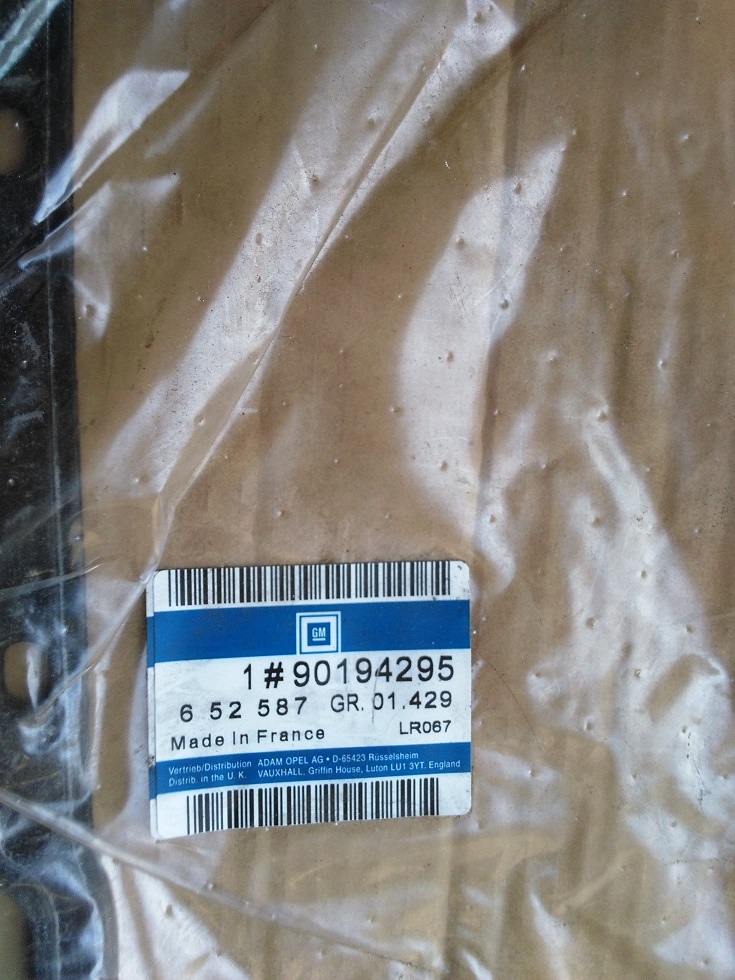 GM
1#90194295
6 52 587 GR. 01.429
Made In France LR067
Vertrieb/Distribution ADAM OPEL AG • D-65423 Rüsselsheim
Distrib. in the U. K. VAUXHALL, Griffin House, Luton LU1 3YT. England